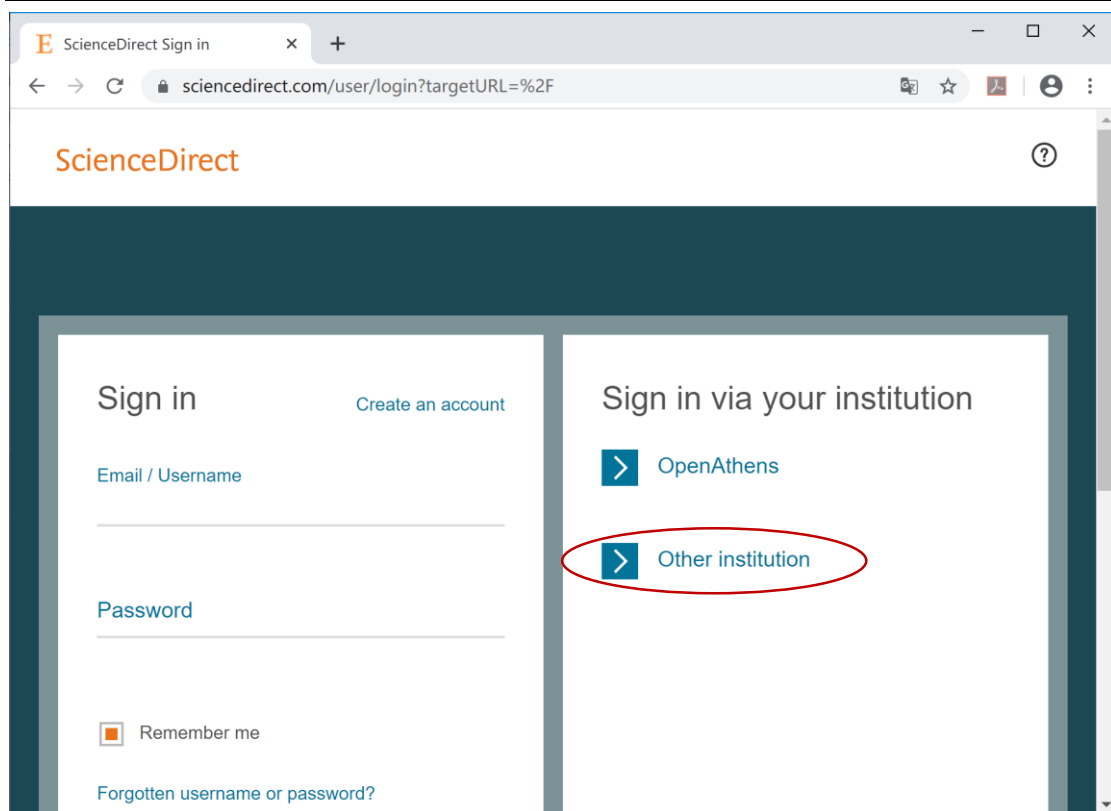 E ScienceDirect Sign in
sciencedirect.com/user/login?targetURL=%2F
ScienceDirect
Sign in
Create an account
Email / Username
Password
Remember me
Forgotten username or password?
Sign in via your institution
OpenAthens
Other institution